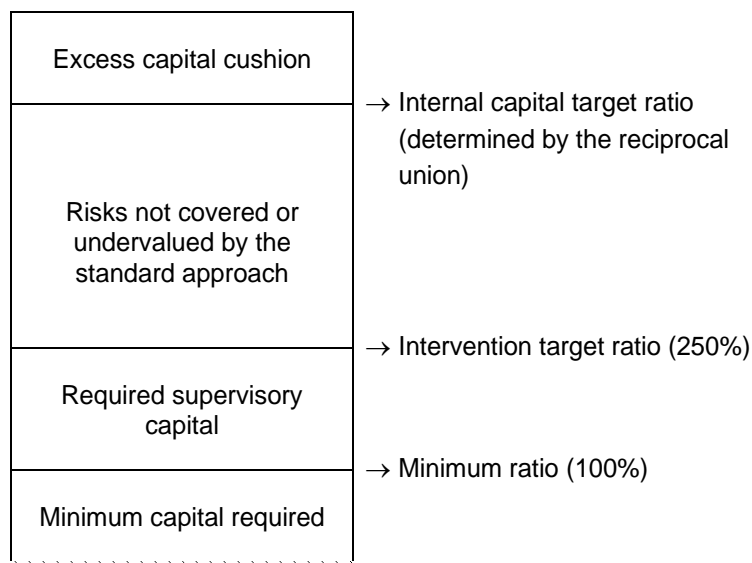 Excess capital cushion
→ Internal capital target ratio
(determined by the reciprocal
union)
Risks not covered or
undervalued by the
standard approach
→ Intervention target ratio (250%)
Required supervisory
capital
→ Minimum ratio (100%)
Minimum capital required